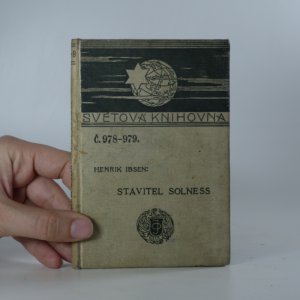 SVĚTOVÁ KNIHOVNA
Č. 978-979.
HENRIK IBSEN:
STAVITEL SOLNESS